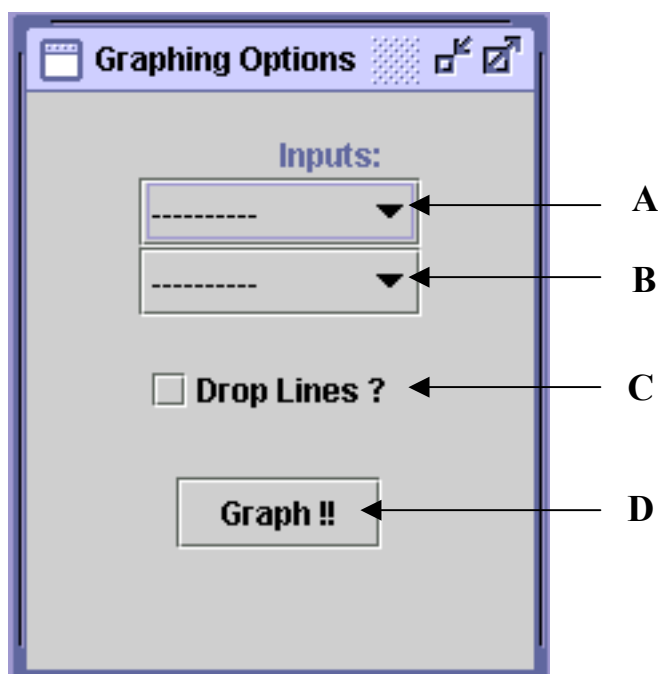 Graphing Options
Inputs:
---------- A
---------- B
Drop Lines ? C
Graph !! D